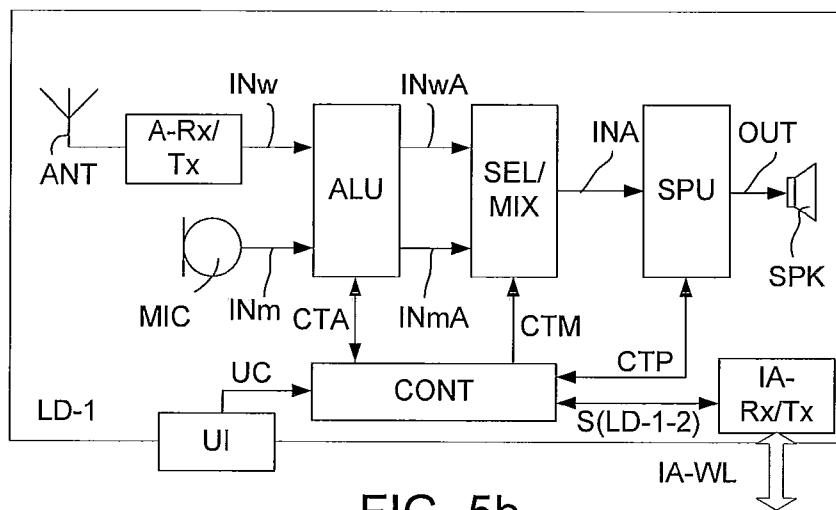 INw
INwA
ANT
A-Rx/
Tx
ALU
SEL/
MIX
INA
SPU
OUT
SPK
MIC
INm
CTA
INmA
CTM
CTP
UC
CONT
IA-
Rx/Tx
LD-1
UI
S(LD-1-2)
IA-WL
FIG. 5b